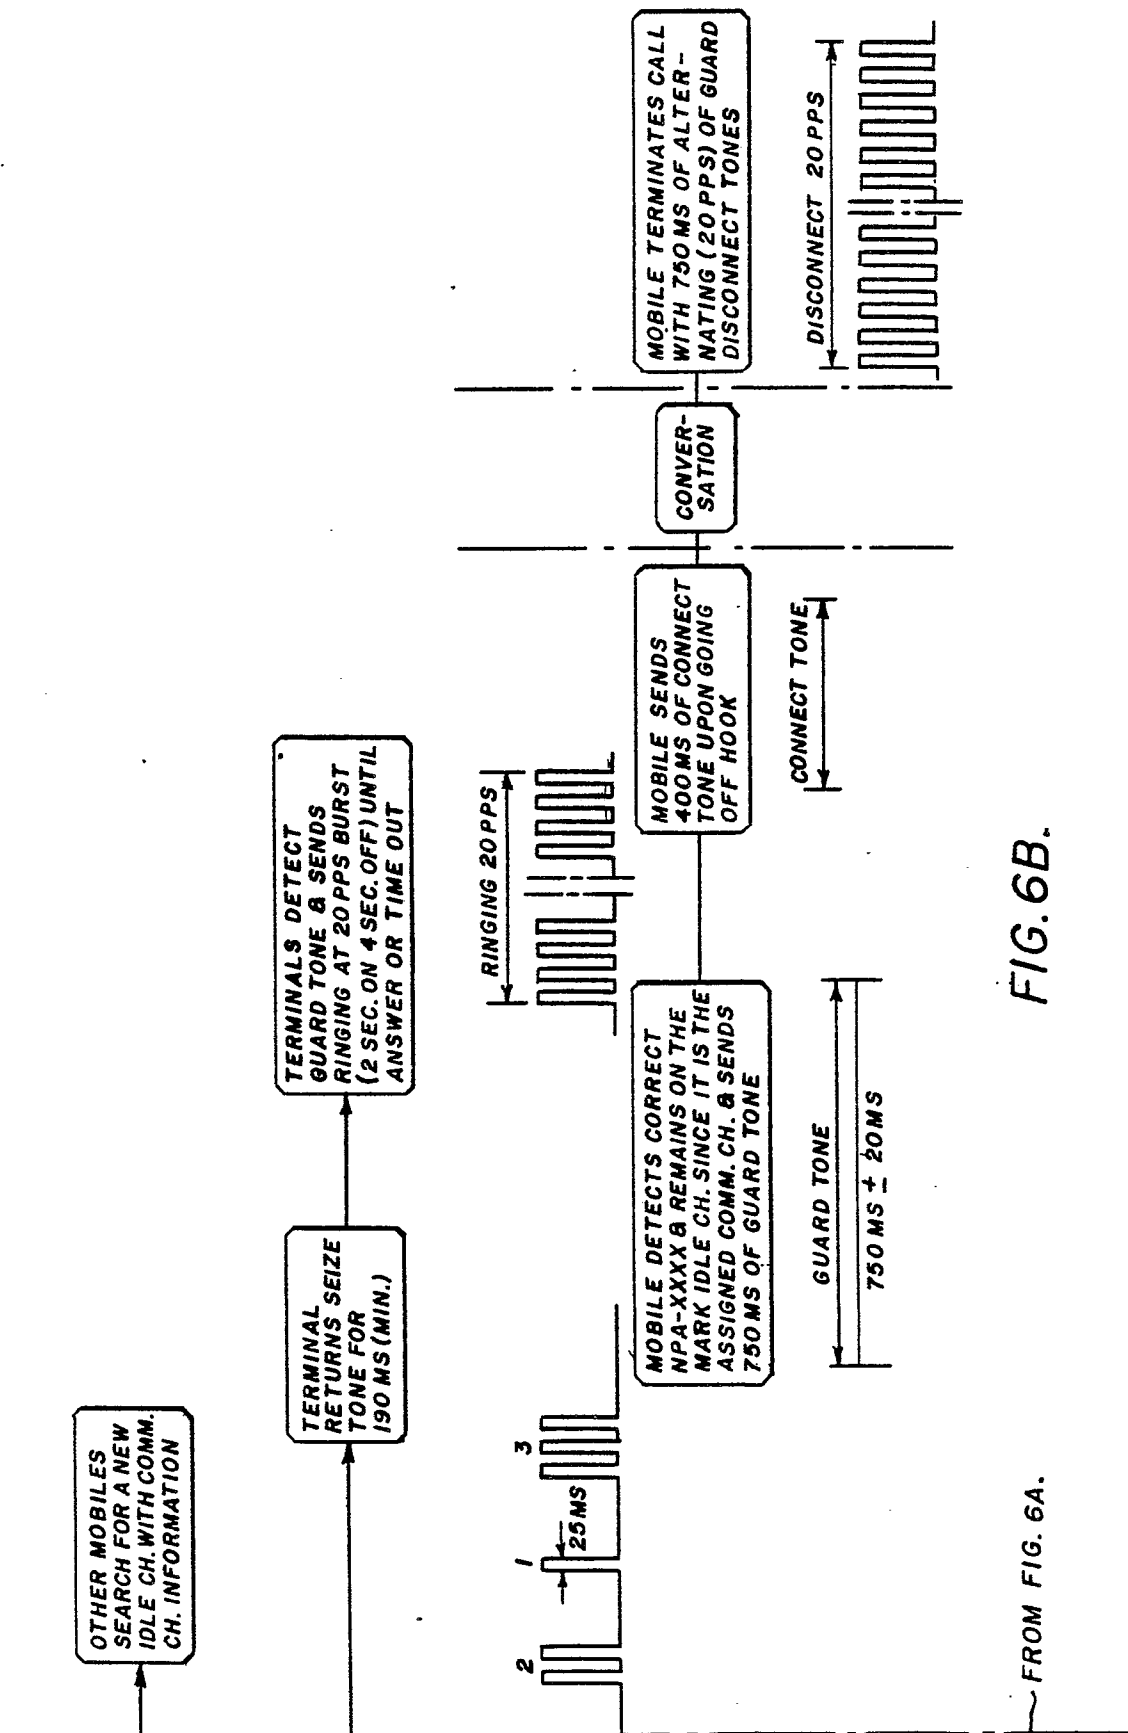 OTHER MOBILES
SEARCH FOR A NEW
IDLE CH. WITH COMM.
CH. INFORMATION
TERMINAL
RETURNS SEIZE
TONE FOR
190 MS (MIN.)
TERMINALS DETECT
GUARD TONE & SENDS
RINGING AT 20 PPS BURST
(2 SEC. ON 4 SEC. OFF) UNTIL
ANSWER OR TIME OUT
2
1
3
25 MS
RINGING 20 PPS
MOBILE DETECTS CORRECT
NPA-XXXX & REMAINS ON THE
MARK IDLE CH. SINCE IT IS THE
ASSIGNED COMM. CH. & SENDS
750 MS OF GUARD TONE
MOBILE SENDS
400 MS OF CONNECT
TONE UPON GOING
OFF HOOK
CONVER-
SATION
MOBILE TERMINATES CALL
WITH 750 MS OF ALTER-
NATING (20 PPS) OF GUARD
DISCONNECT TONES
GUARD TONE
750 MS ± 20 MS
CONNECT TONE
DISCONNECT 20 PPS
FROM FIG. 6A.
FIG. 6B.